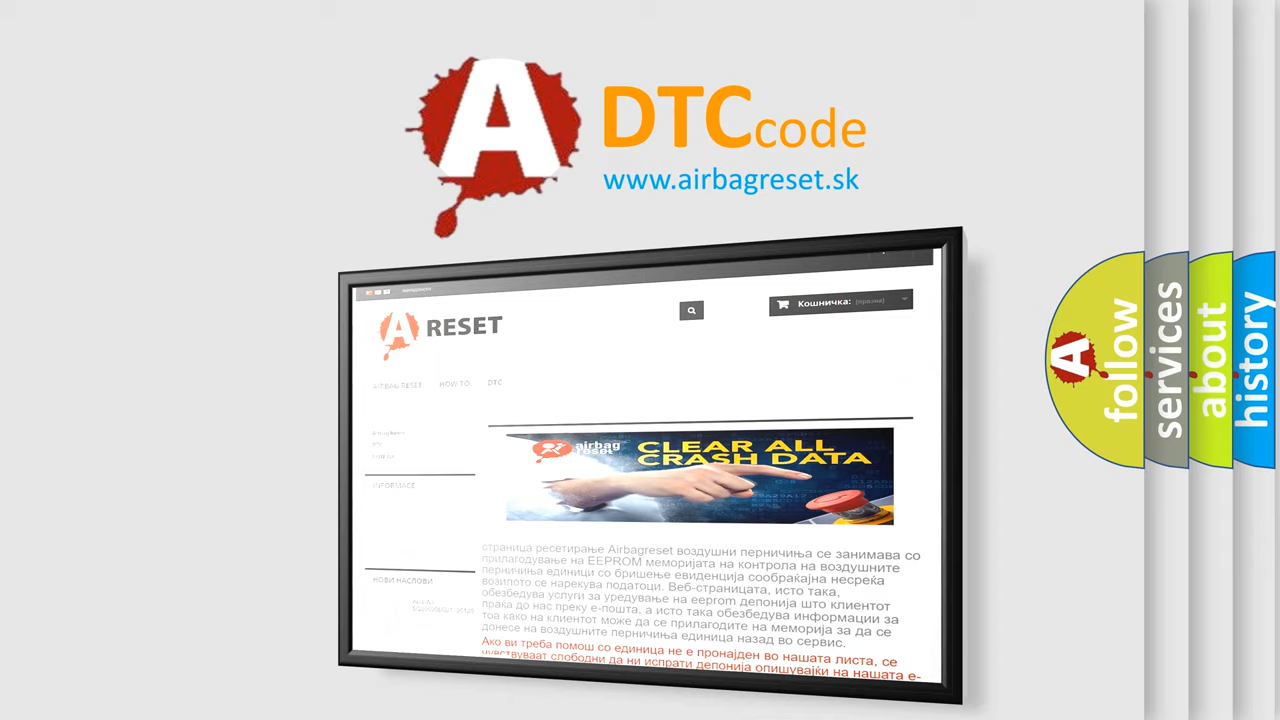 A
DTC code
www.airbagreset.sk
Кошничка: (празни)
A RESET
AIRBAG RESET HOW TO DTC
airbag
reset
CLEAR ALL
CRASH DATA
INFORMACE
НОВИ НАСЛОВИ
страница ресетирање Airbagreset воздушни перничиња се занимава со
прилагодување на EEPROM меморијата на контрола на воздушните
перничиња единици со бришење евиденција сообраќајна несреќа
возилото се нарекува податоци. Веб-страницата, исто така,
обезбедува услуги за уредување на eeprom депонија што клиентот
праќа до нас преку е-пошта, а исто така обезбедува информации за
тоа како на клиентот може да се прилагодите на меморија за да се
донесе на воздушните перничиња единица назад во сервис.
Ако ви треба помош со единица не е пронајден во нашата листа, се
чувствуваат слободни да ни испрати депонија опишувајќи на нашата е-
A follow
services
about
history